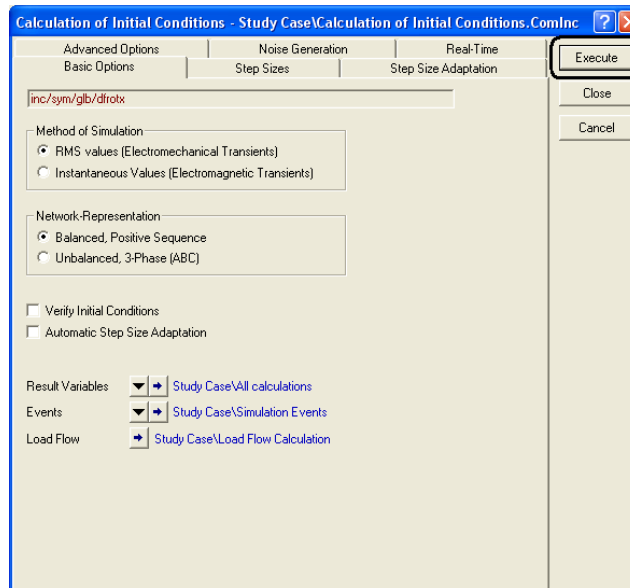 Calculation of Initial Conditions - Study Case\Calculation of Initial Conditions.ComInc
Advanced Options
Noise Generation
Real-Time
Basic Options
Step Sizes
Step Size Adaptation
Execute
Close
Cancel
inc/sym/glb/dfrotx
Method of Simulation
RMS values (Electromechanical Transients)
Instantaneous Values (Electromagnetic Transients)
Network-Representation
Balanced, Positive Sequence
Unbalanced, 3-Phase (ABC)
Verify Initial Conditions
Automatic Step Size Adaptation
Result Variables
Study Case\All calculations
Events
Study Case\Simulation Events
Load Flow
Study Case\Load Flow Calculation